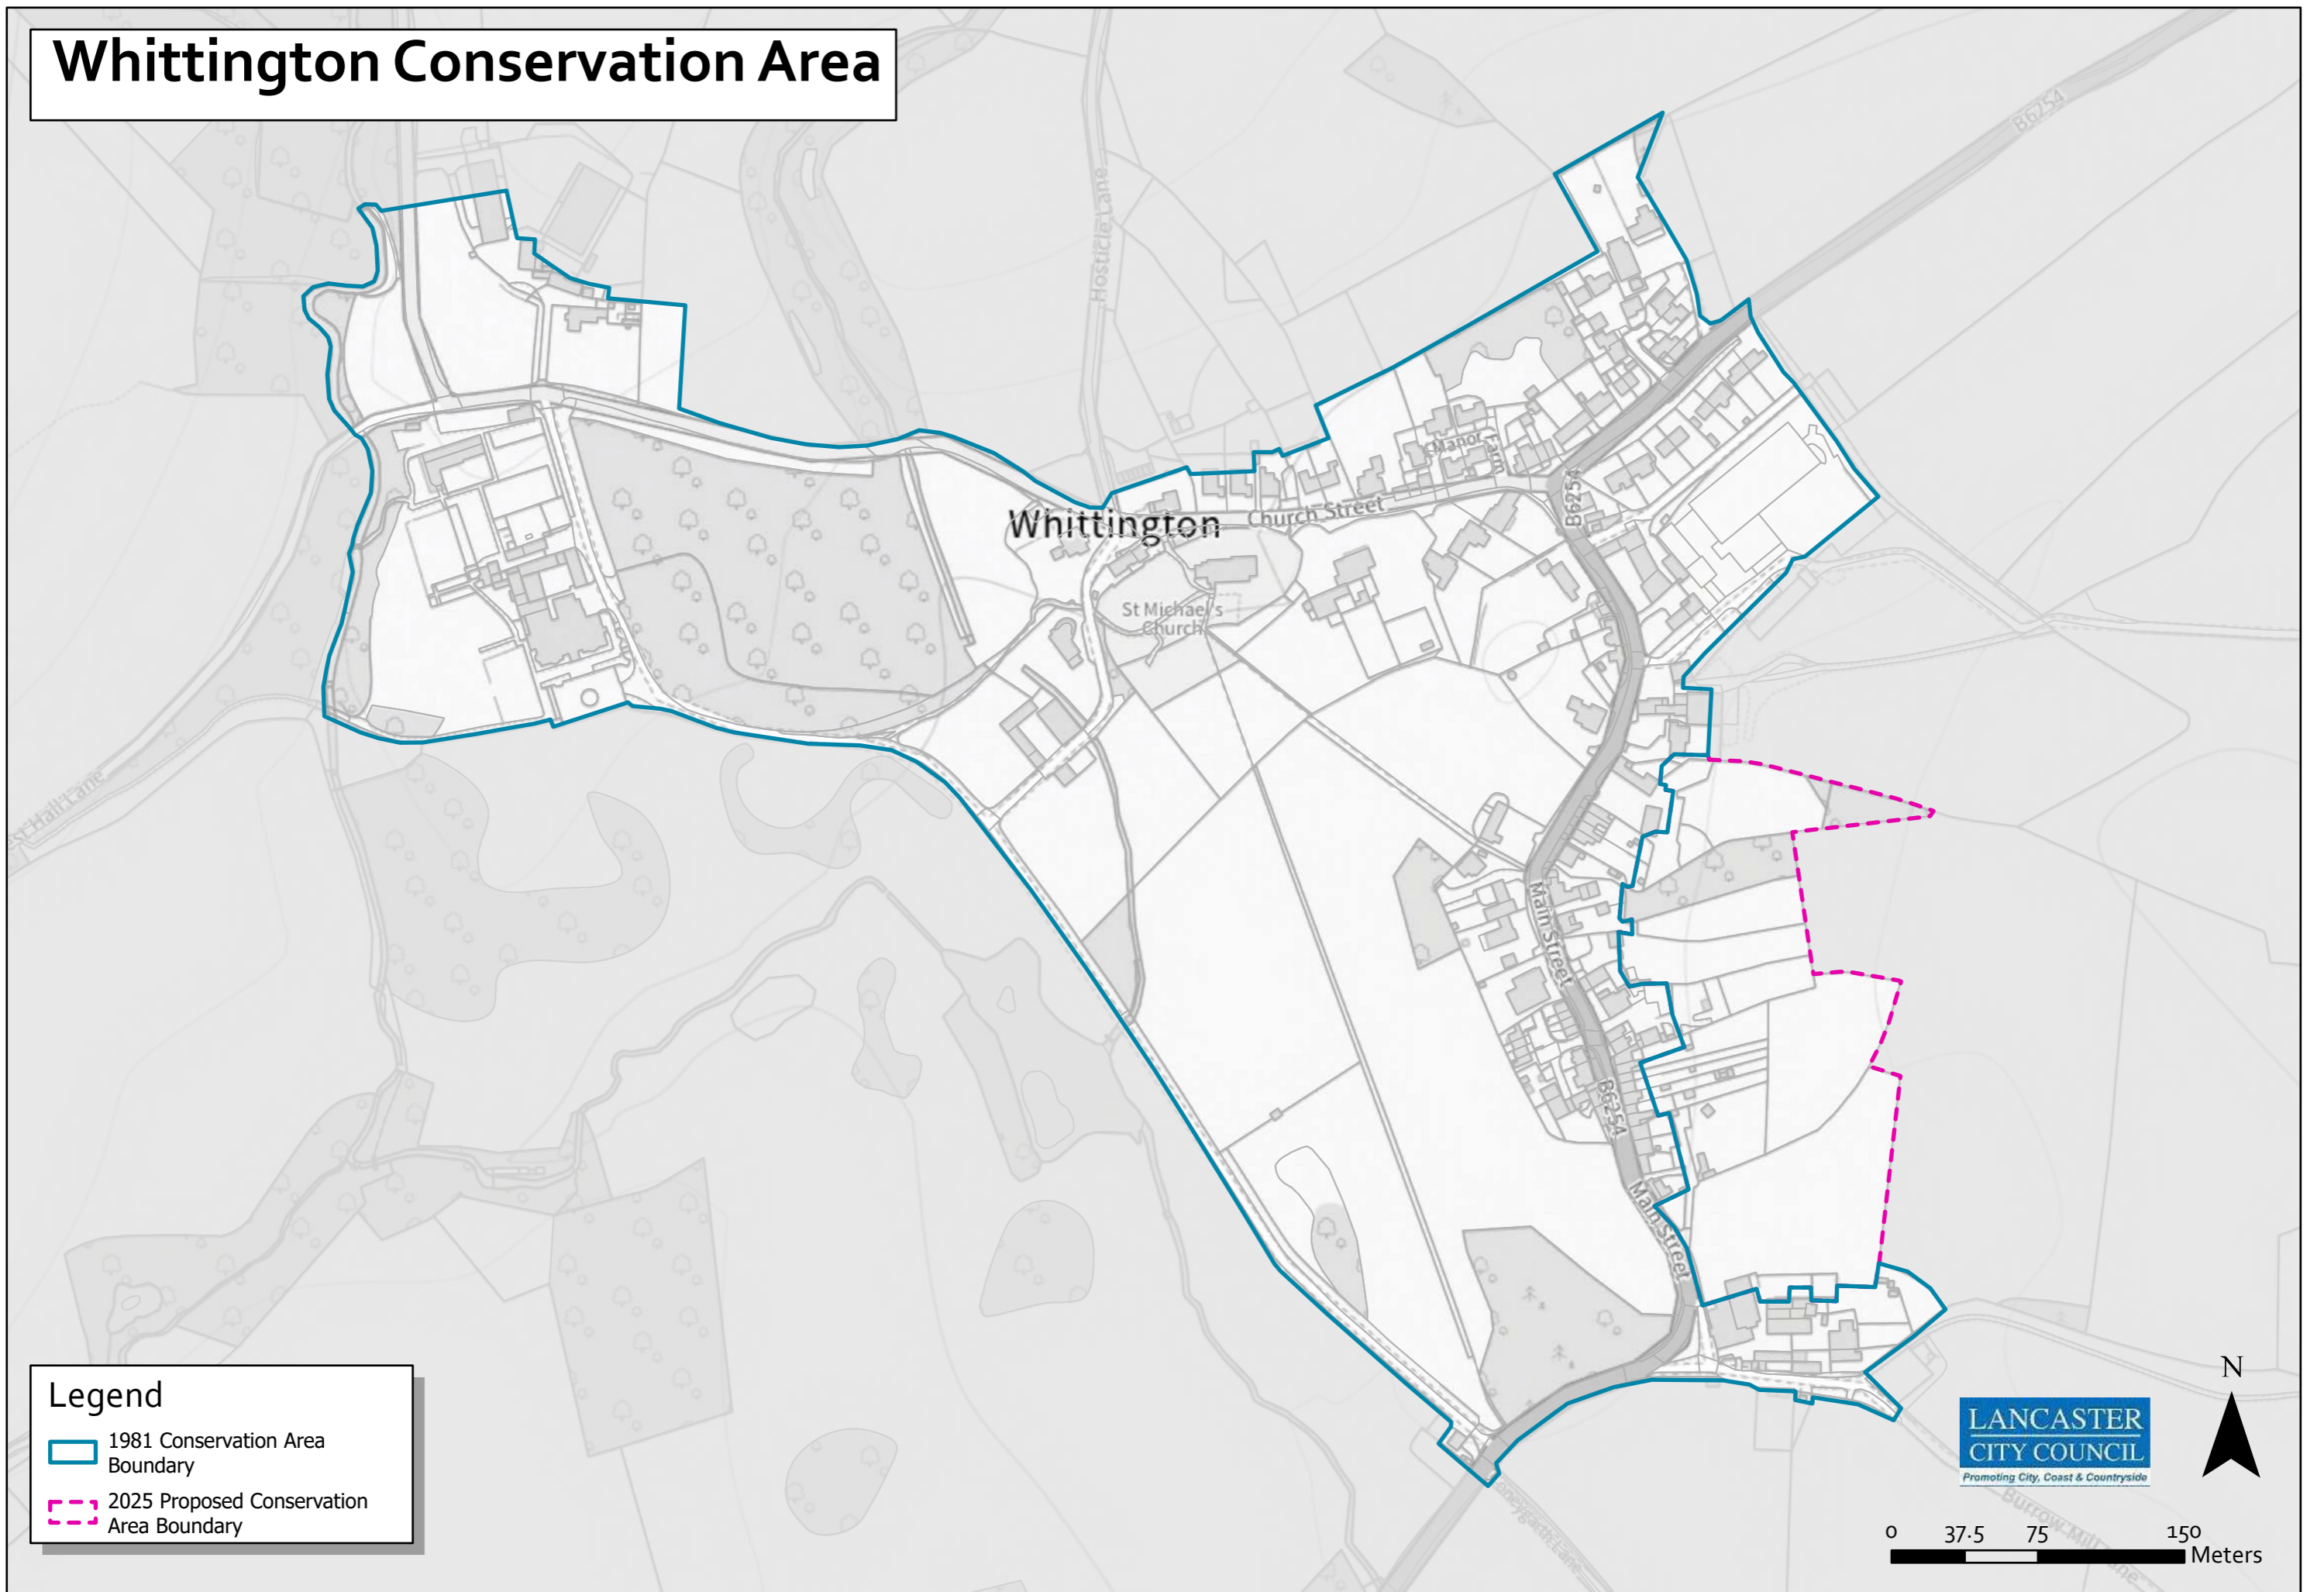 Whittington Conservation Area
B6254
Hosticle Lane
Manor Farm
B6254
Church Street
Whittington
St Michael's
Church
Main Street
B6254
Main Street
Legend
1981 Conservation Area
Boundary
2025 Proposed Conservation
Area Boundary
N
LANCASTER
CITY COUNCIL
Promoting City, Coast & Countryside
Burrow Mill Lane
0 37.5 75 150
Meters